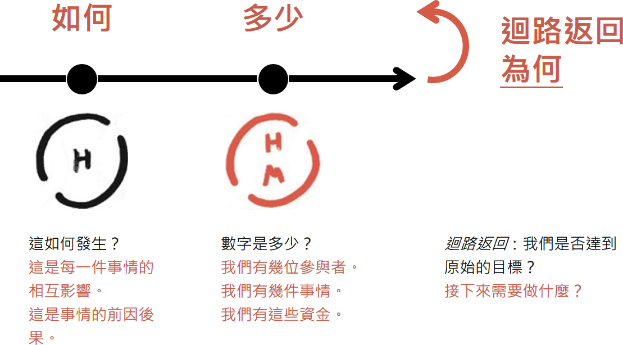 如何
多少
迴路返回
為何
H
H
M
這如何發生？
這是每一件事情的
相互影響。
這是事情的前因後
果。
數字是多少？
我們有幾位參與者。
我們有幾件事情。
我們有這些資金。
迴路返回：我們是否達到
原始的目標？
接下來需要做什麼？